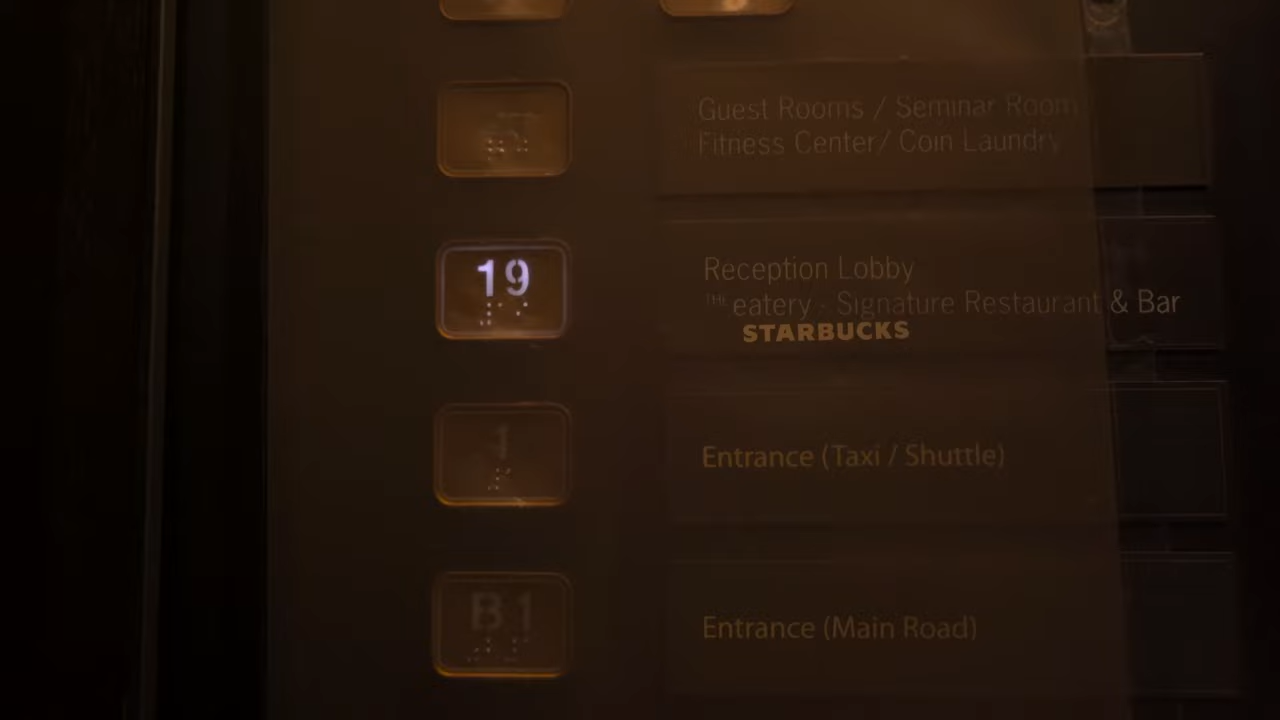 Guest Rooms / Seminar Room
Fitness Center/ Coin Laundry
19
Reception Lobby
THE eatery · Signature Restaurant & Bar
STARBUCKS
1
Entrance (Taxi / Shuttle)
B1
Entrance (Main Road)